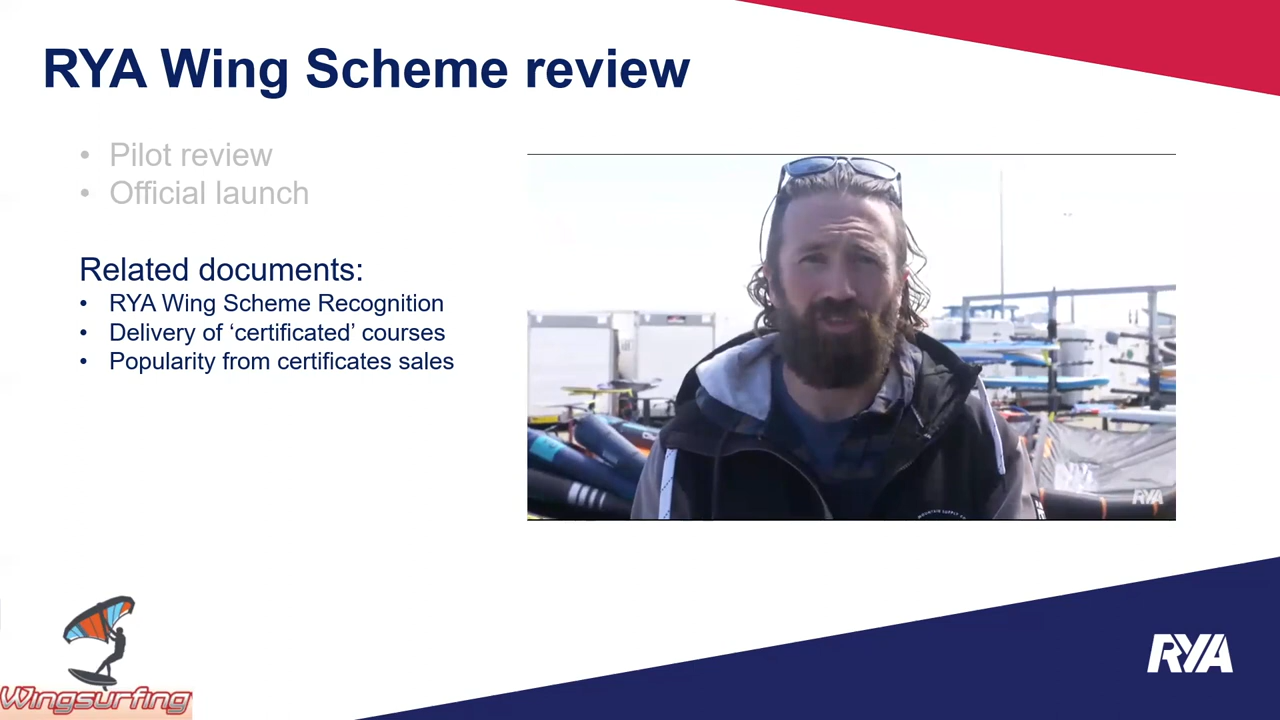 RYA Wing Scheme review
• Pilot review
• Official launch
Related documents:
• RYA Wing Scheme Recognition
• Delivery of ‘certificated’ courses
• Popularity from certificates sales
RYA
Wingsurfing
RYA